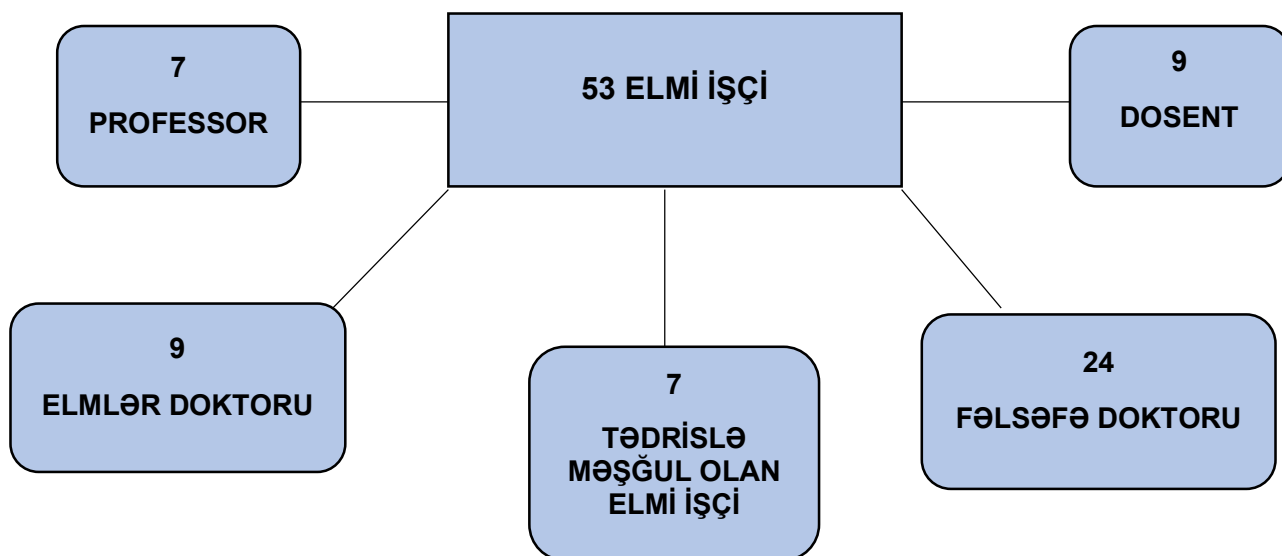 7
PROFESSOR
53 ELMİ İŞÇİ
9
DOSENT
9
ELMLƏR DOKTORU
7
TƏDRİSLƏ
MƏŞĞUL OLAN
ELMİ İŞÇİ
24
FƏLSƏFƏ DOKTORU